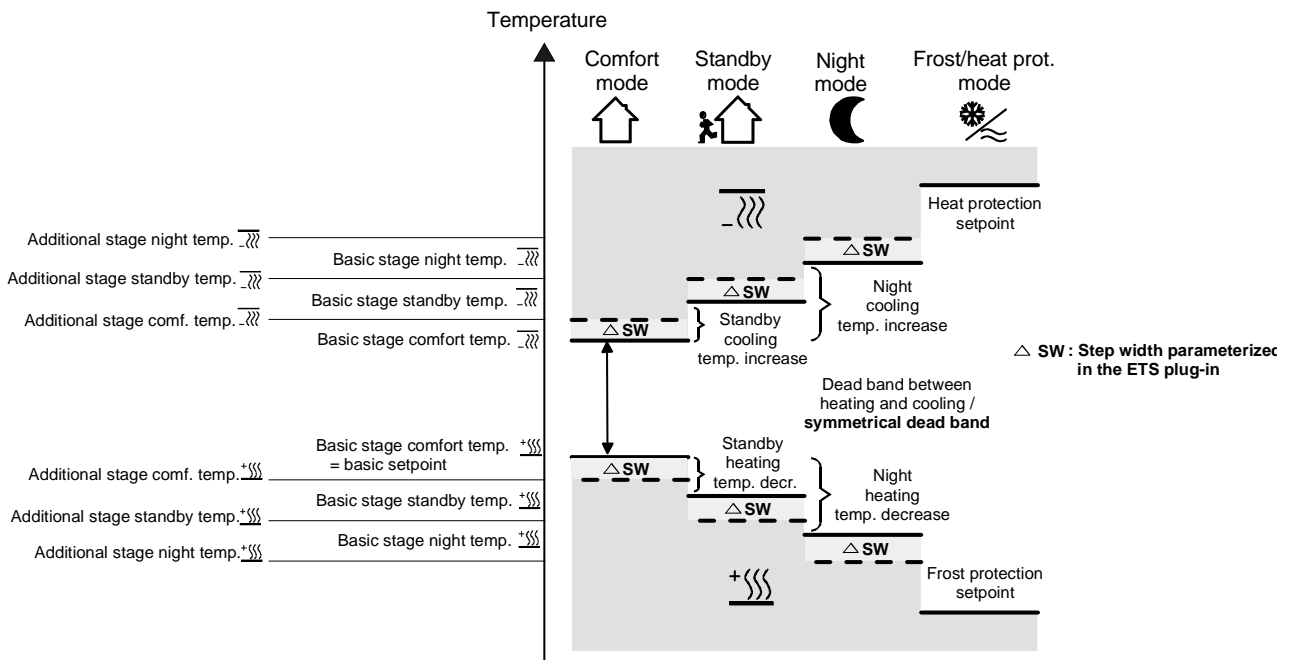 Temperature
Comfort
mode
Standby
mode
Night
mode
Frost/heat prot.
mode
Heat protection
setpoint
Additional stage night temp.
△ SW
Basic stage night temp.
Additional stage standby temp.
△ SW
Night
cooling
temp. increase
Basic stage standby temp.
Additional stage comf. temp.
△ SW
Standby
cooling
temp. increase
Basic stage comfort temp.
△ SW : Step width parameterized
in the ETS plug-in
Dead band between
heating and cooling /
symmetrical dead band
Basic stage comfort temp.
= basic setpoint
Additional stage comf. temp.
△ SW
Standby
heating
temp. decr.
Night
heating
temp. decrease
Basic stage standby temp.
Additional stage standby temp.
△ SW
Basic stage night temp.
Additional stage night temp.
△ SW
Frost protection
setpoint